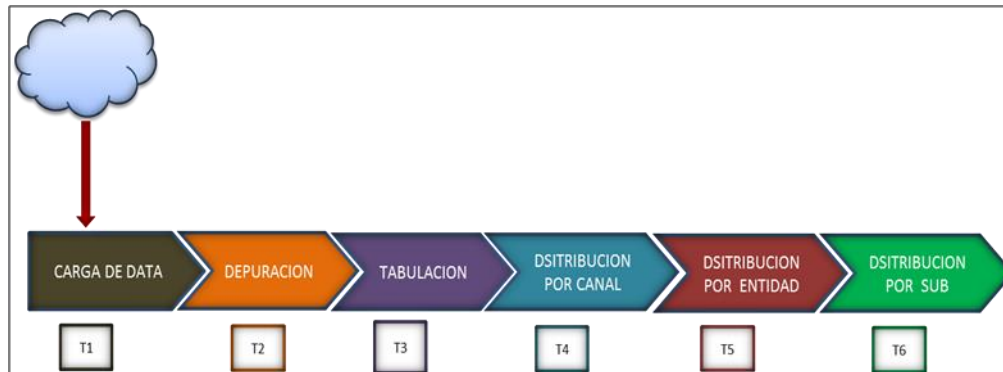 CARGA DE DATA
DEPURACION
TABULACION
DSITRIBUCION
POR CANAL
DSITRIBUCION
POR ENTIDAD
DSITRIBUCION
POR SUB
T1
T2
T3
T4
T5
T6